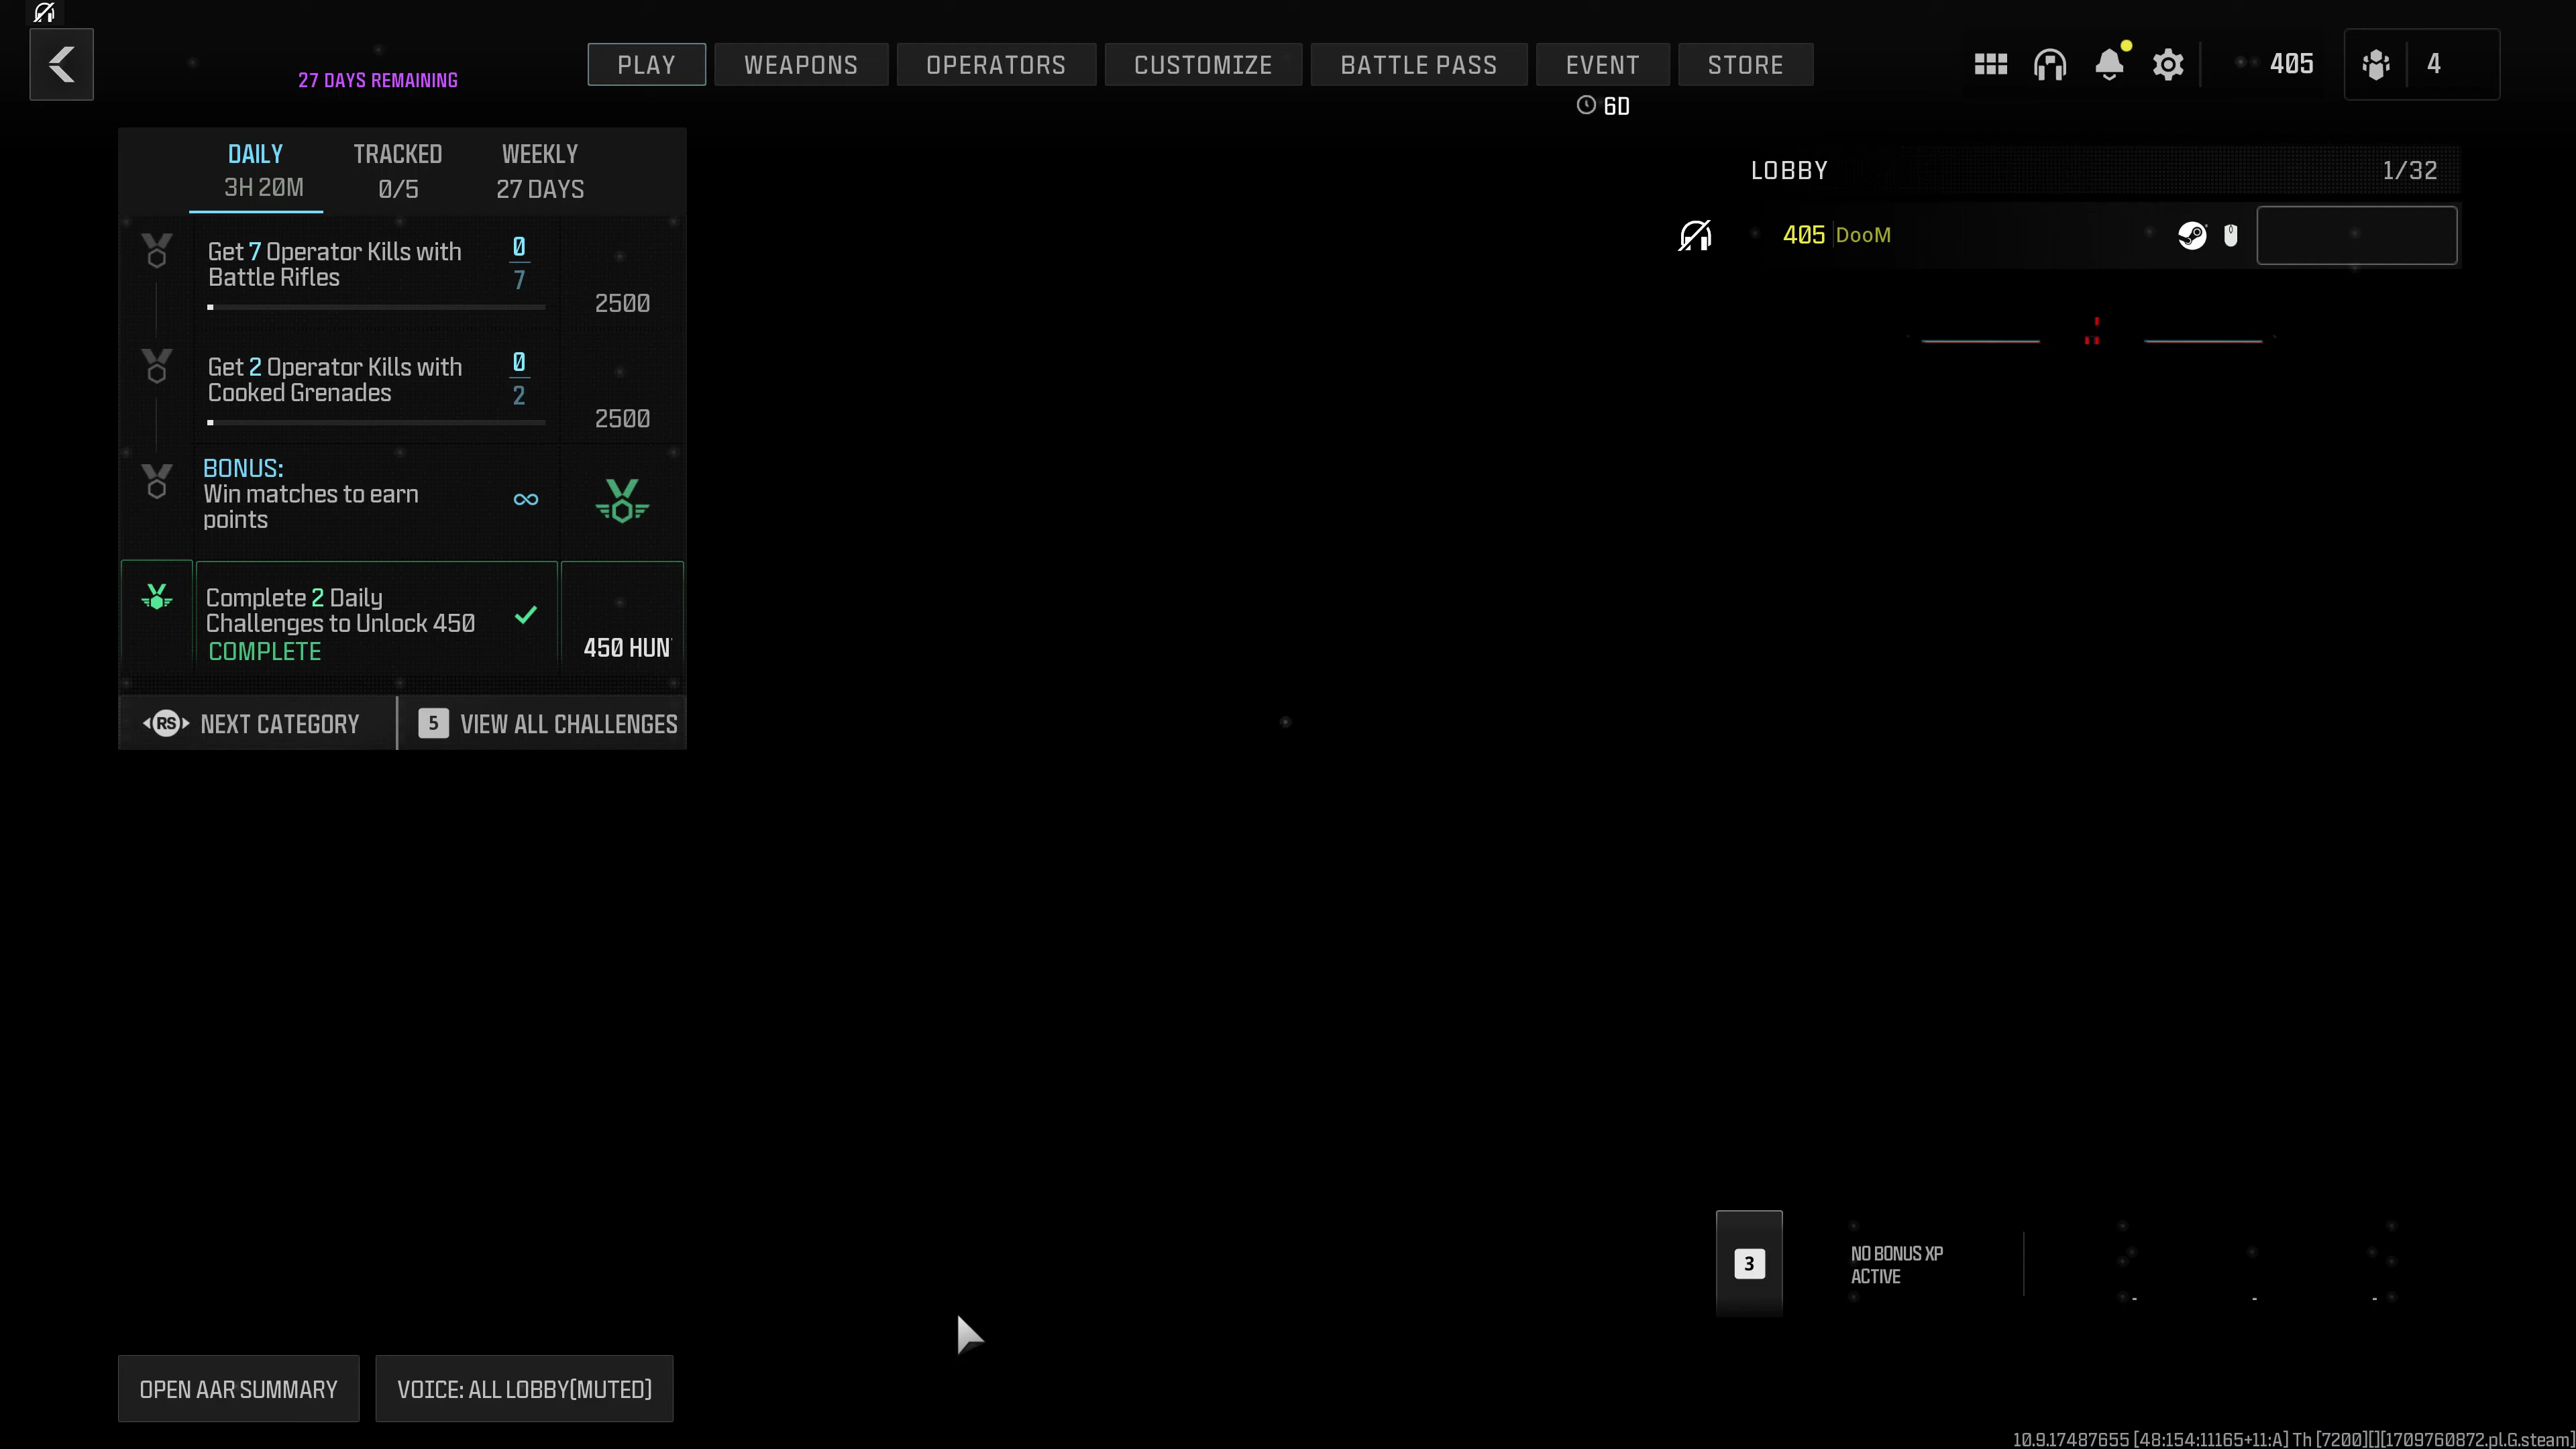 27 DAYS REMAINING
PLAY
WEAPONS
OPERATORS
CUSTOMIZE
BATTLE PASS
EVENT
STORE
405
4
6D
DAILY
3H 20M
TRACKED
0/5
WEEKLY
27 DAYS
LOBBY
1/32
405 DooM
Get 7 Operator Kills with
Battle Rifles
0
7
2500
Get 2 Operator Kills with
Cooked Grenades
0
2
2500
BONUS:
Win matches to earn
points
∞
Complete 2 Daily
Challenges to Unlock 450
COMPLETE
450 HUN
RS NEXT CATEGORY
5 VIEW ALL CHALLENGES
3
NO BONUS XP
ACTIVE
- - -
OPEN AAR SUMMARY
VOICE: ALL LOBBY(MUTED)
10.9.17487655 [48:154:11165+11:A] Th [7200][][1709760872.pl.G.steam]